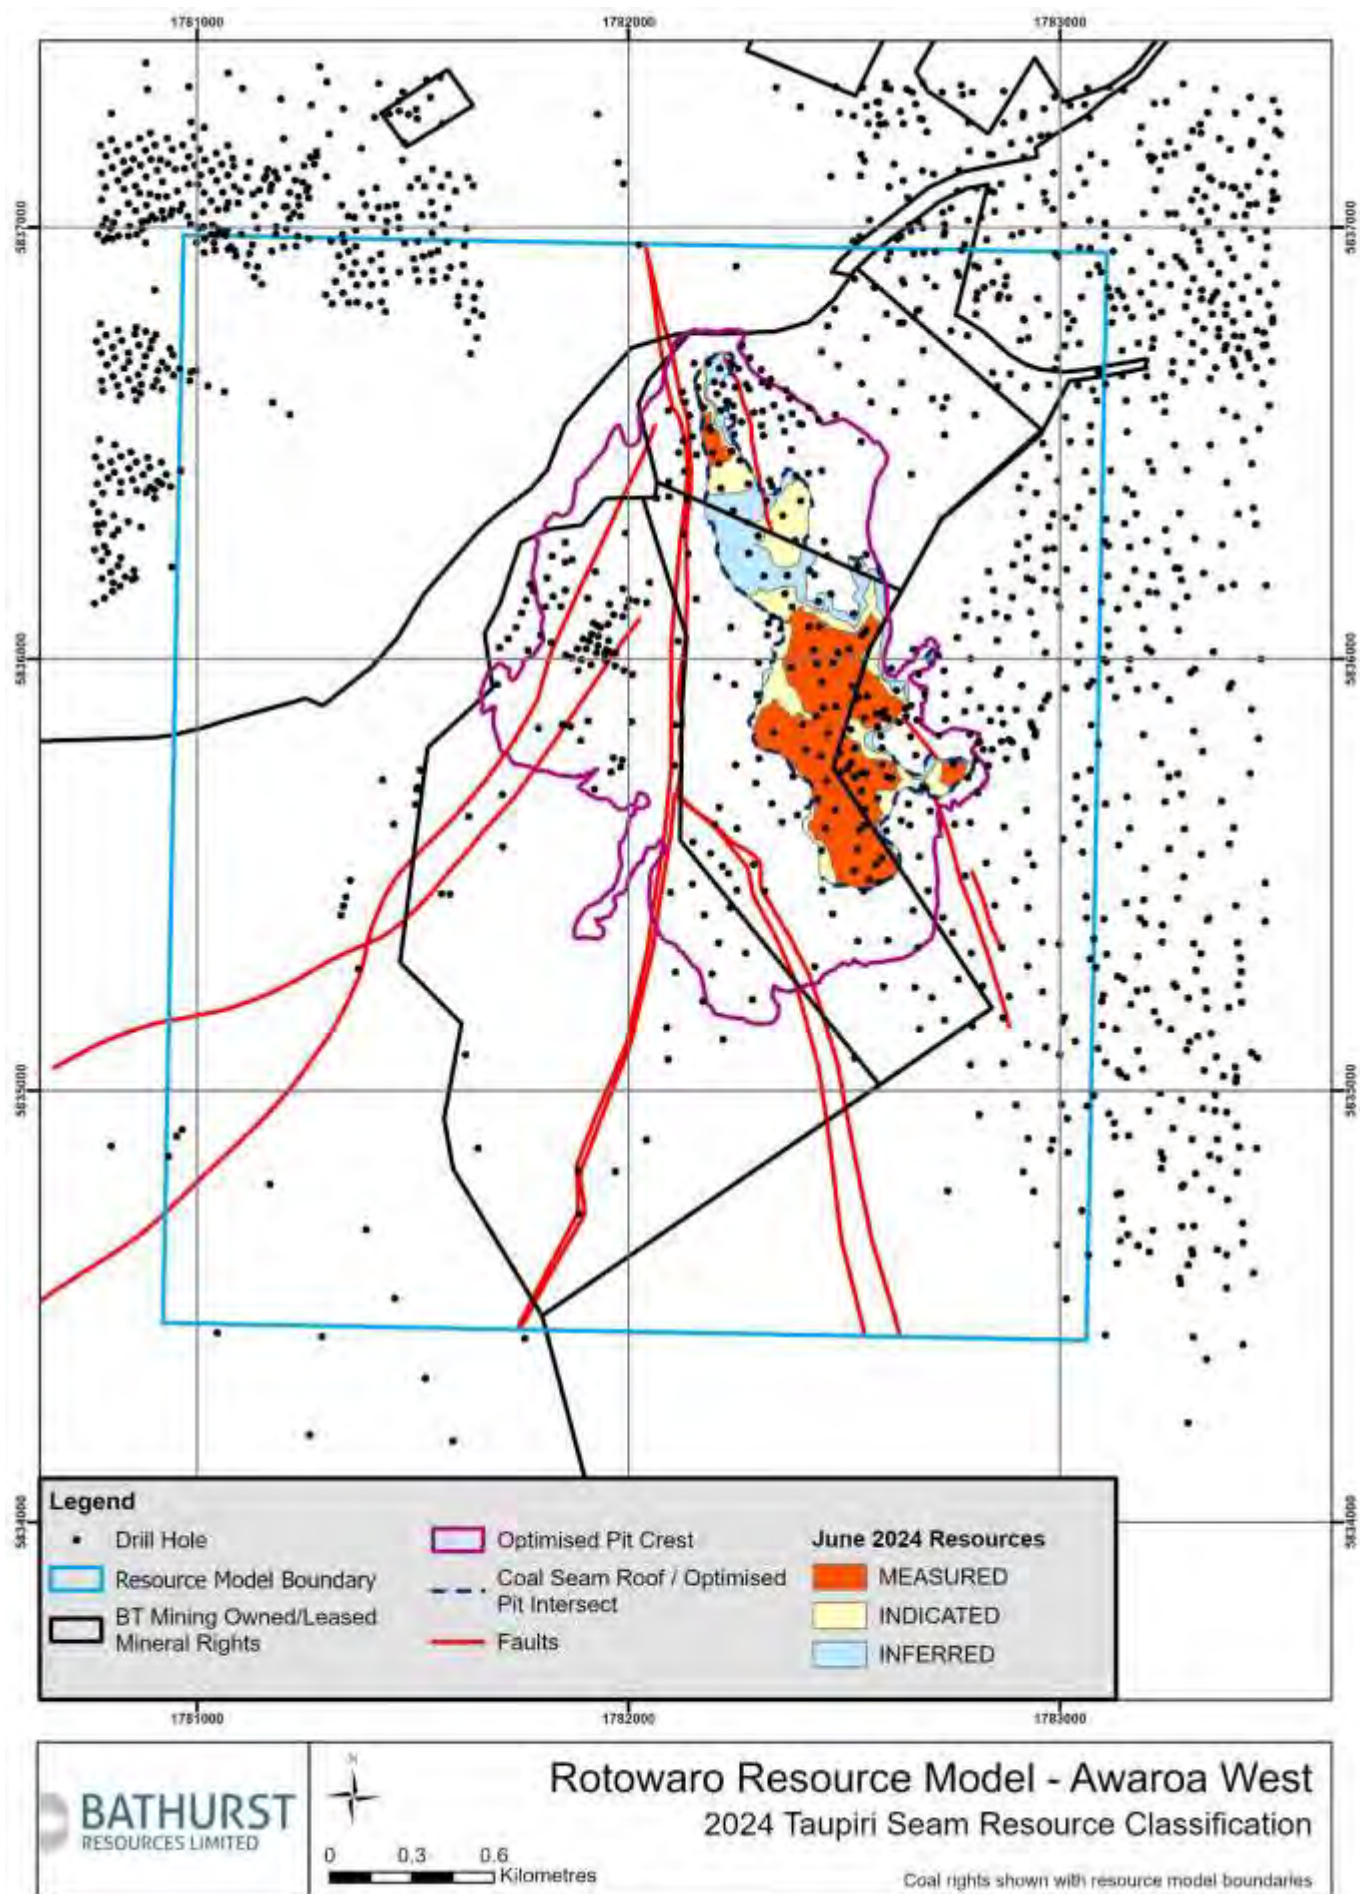 1781000 1782000 1783000
5837000 5837000
5836000 5836000
5835000 5835000
5834000 5834000
Legend
Drill Hole
Resource Model Boundary
BT Mining Owned/Leased
Mineral Rights
Optimised Pit Crest
Coal Seam Roof / Optimised
Pit Intersect
Faults
June 2024 Resources
MEASURED
INDICATED
INFERRED
1781000 1782000 1783000
BATHURST
RESOURCES LIMITED
N
0 0.3 0.6
Kilometres
Rotowaro Resource Model - Awaroa West
2024 Taupiri Seam Resource Classification
Coal rights shown with resource model boundaries